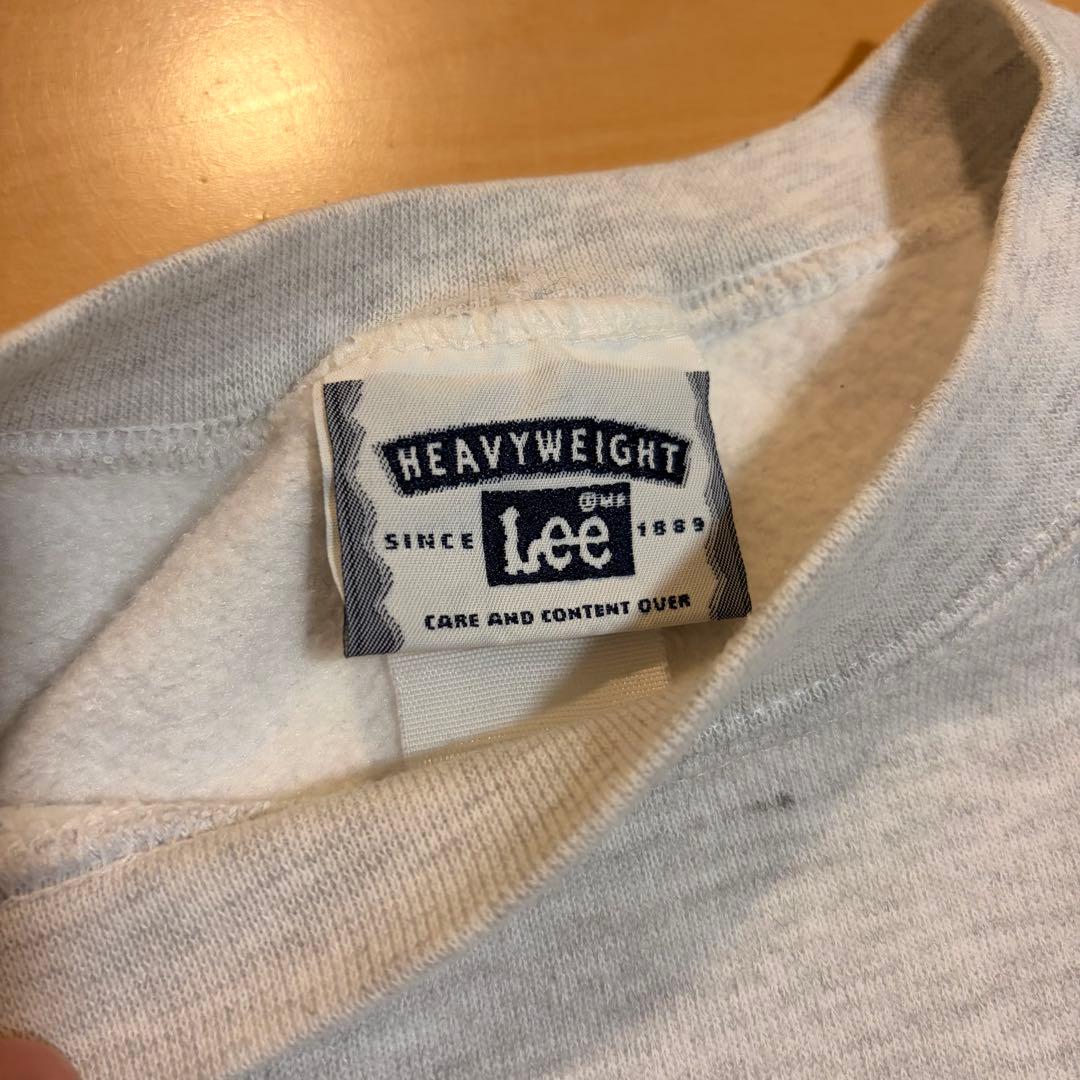 HEAVYWEIGHT
Lee
SINCE 1889
CARE AND CONTENT OVER